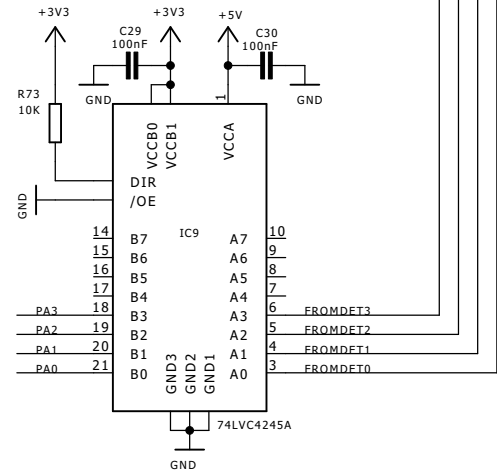 +3V3
+3V3
+5V
C29
100nF
C30
100nF
R73
10K
GND
GND
1
VCCB0
VCCB1
VCCA
DIR
/OE
GND
IC9
14 B7 A7 10
15 B6 A6 9
16 B5 A5 8
17 B4 A4 7
PA3 18 B3 A3 6 FROMDET3
PA2 19 B2 A2 5 FROMDET2
PA1 20 B1 A1 4 FROMDET1
PA0 21 B0 A0 3 FROMDET0
GND3
GND2
GND1
74LVC4245A
GND